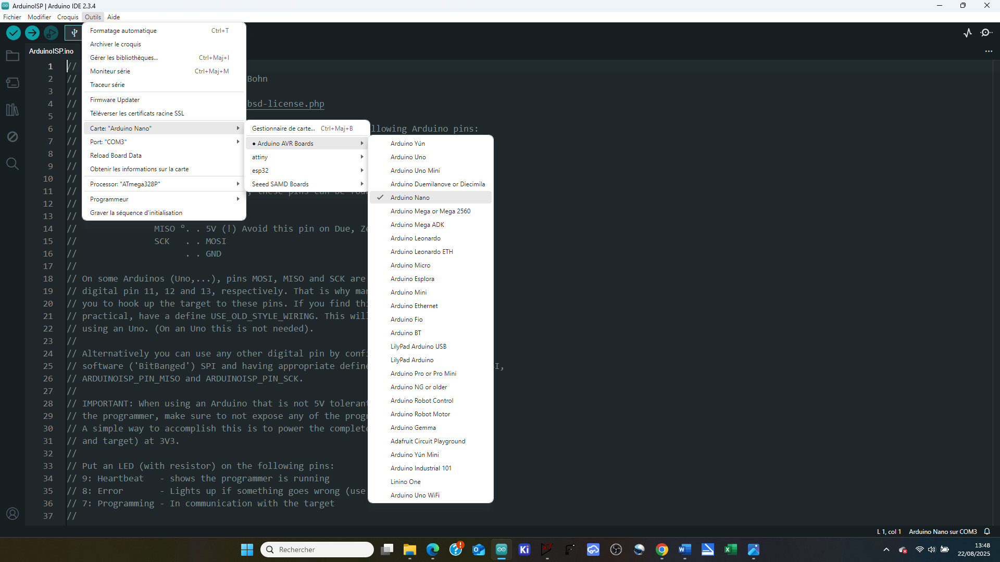 ArduinoISP | Arduino IDE 2.3.4
Fichier Modifier Croquis Outils Aide
Formatage automatique Ctrl+T
Archiver le croquis
Gérer les bibliothèques... Ctrl+Maj+I
Moniteur série Ctrl+Maj+M
Traceur série
Firmware Updater
Téléverser les certificats racine SSL
Carte: "Arduino Nano"
Port: "COM3"
Reload Board Data
Obtenir les informations sur la carte
Processor: "ATmega328P"
Programmeur
Graver la séquence d'initialisation
Gestionnaire de carte... Ctrl+Maj+B
● Arduino AVR Boards
attiny
esp32
Seeed SAMD Boards
Arduino Yún
Arduino Uno
Arduino Uno Mini
Arduino Duemilanove or Diecimila
Arduino Nano
Arduino Mega or Mega 2560
Arduino Mega ADK
Arduino Leonardo
Arduino Leonardo ETH
Arduino Micro
Arduino Esplora
Arduino Mini
Arduino Ethernet
Arduino Fio
Arduino BT
LilyPad Arduino USB
LilyPad Arduino
Arduino Pro or Pro Mini
Arduino NG or older
Arduino Robot Control
Arduino Robot Motor
Arduino Gemma
Adafruit Circuit Playground
Arduino Yún Mini
Arduino Industrial 101
Linino One
Arduino Uno WiFi
ArduinoISP.ino
1 //
2 // Bohn
3 //
4 // bsd-license.php
5 //
6 // llowing Arduino pins:
7 //
8 //
9 //
10 //
11 // , these pins can be
12 //
13 //
14 // MISO °. . 5V (!) Avoid this pin on Due,
15 // SCK . . MOSI
16 // . . GND
17 //
18 // On some Arduinos (Uno,...), pins MOSI, MISO and SCK are
19 // digital pin 11, 12 and 13, respectively. That is why
20 // you to hook up the target to these pins. If you find
21 // practical, have a define USE_OLD_STYLE_WIRING. This
22 // using an Uno. (On an Uno this is not needed).
23 //
24 // Alternatively you can use any other digital pin by
25 // software ('BitBanged') SPI and having appropriate I,
26 // ARDUINOISP_PIN_MISO and ARDUINOISP_PIN_SCK.
27 //
28 // IMPORTANT: When using an Arduino that is not 5V
29 // the programmer, make sure to not expose any of the
30 // A simple way to accomplish this is to power the
31 // and target) at 3V3.
32 //
33 // Put an LED (with resistor) on the following pins:
34 // 9: Heartbeat - shows the programmer is running
35 // 8: Error - Lights up if something goes wrong (use
36 // 7: Programming - In communication with the target
37 //
L 1, col 1 Arduino Nano sur COM3
Rechercher
Ki
13:48
22/08/2025